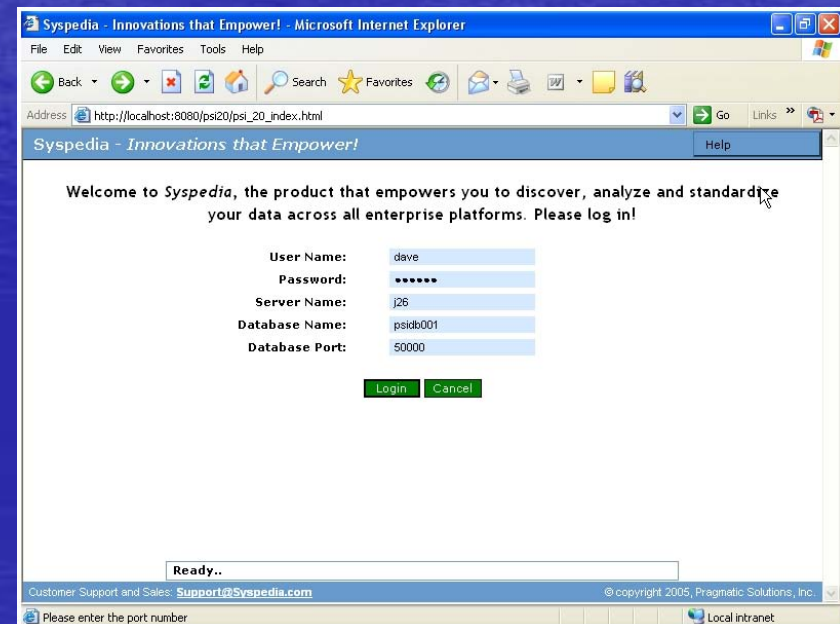 Syspedia - Innovations that Empower! - Microsoft Internet Explorer
File Edit View Favorites Tools Help
Back Search Favorites
Address http://localhost:8080/psi20/psi_20_index.html Go Links »
Syspedia - Innovations that Empower! Help
Welcome to Syspedia, the product that empowers you to discover, analyze and standardize
your data across all enterprise platforms. Please log in!
User Name: dave
Password: ••••••
Server Name: j26
Database Name: psidb001
Database Port: 50000
Login Cancel
Ready..
Customer Support and Sales: Support@Syspedia.com © copyright 2005, Pragmatic Solutions, Inc.
Please enter the port number Local intranet